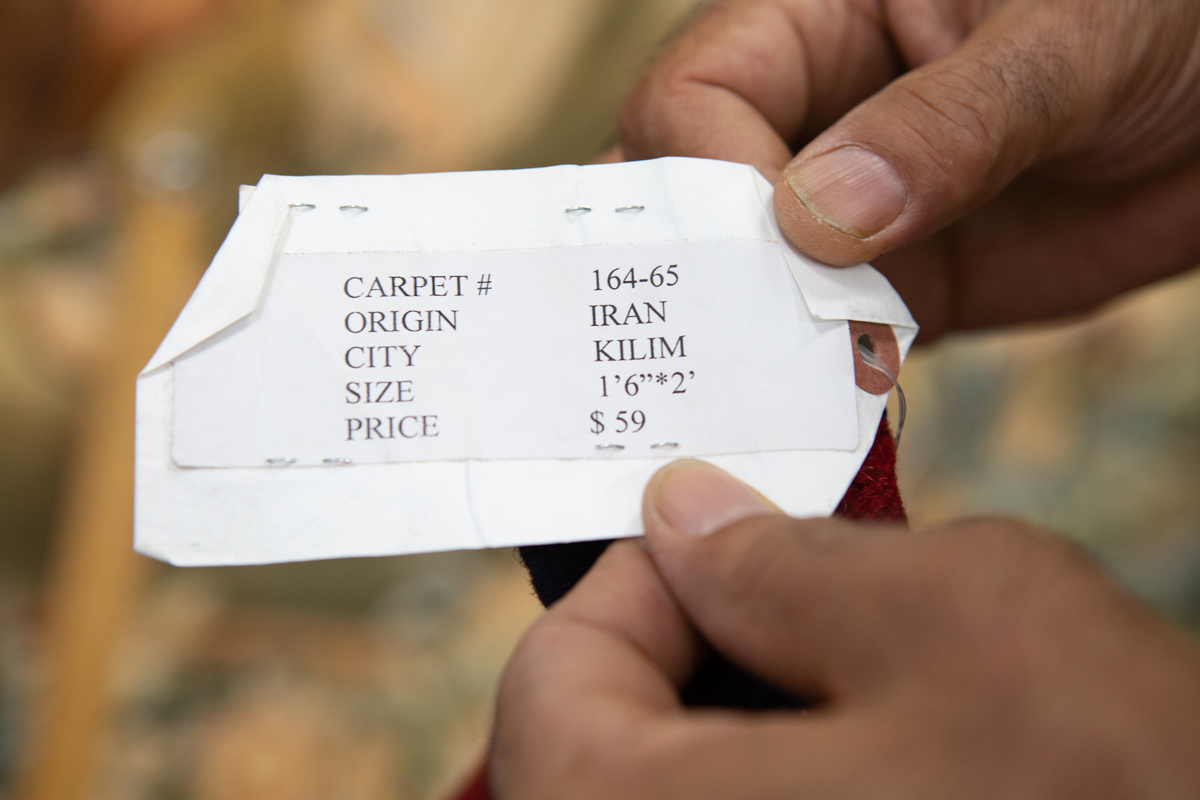 CARPET # 164-65
ORIGIN IRAN
CITY KILIM
SIZE 1’6”*2’
PRICE $ 59